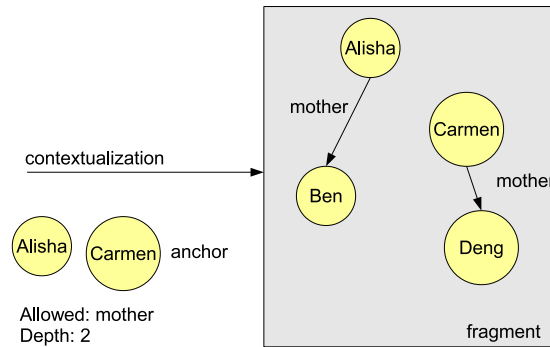 Alisha
mother
Carmen
contextualization
mother
Ben
Alisha
Carmen
anchor
Deng
Allowed: mother
Depth: 2
fragment